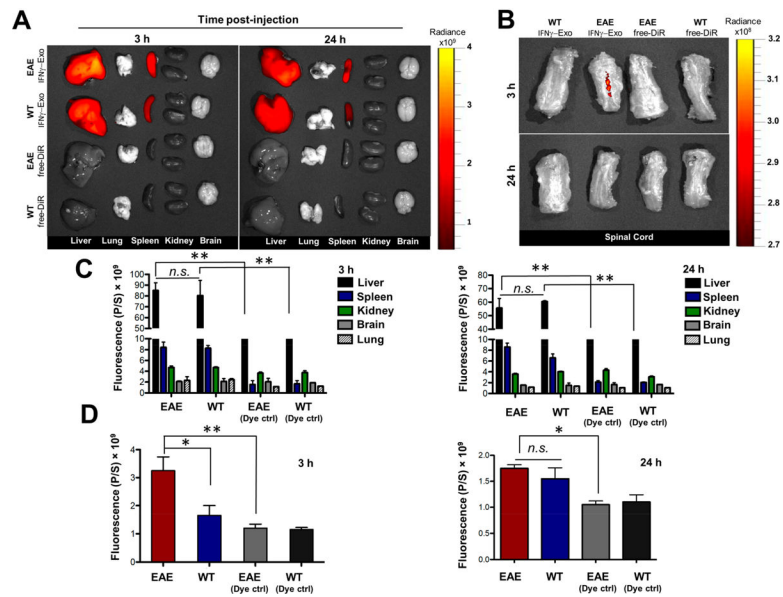 A
Time post-injection
3 h
24 h
Radiance
x10⁹
4
3
2
1
EAE
IFNγ–Exo
WT
IFNγ–Exo
EAE
free-DiR
WT
free-DiR
Liver Lung Spleen Kidney Brain
Liver Lung Spleen Kidney Brain
B
WT EAE EAE WT
IFNγ–Exo IFNγ–Exo free-DiR free-DiR
Radiance
x10⁸
3 h
24 h
Spinal Cord
3.2
3.1
3.0
2.9
2.8
2.7
C
3 h
Fluorescence (P/S) × 10⁹
100
90
80
70
60
50
10
8
6
4
2
0
**
n.s.
**
Liver
Spleen
Kidney
Brain
Lung
EAE WT EAE WT
(Dye ctrl) (Dye ctrl)
24 h
Fluorescence (P/S) × 10⁹
80
70
60
50
40
10
8
6
4
2
0
**
n.s.
**
Liver
Spleen
Kidney
Brain
Lung
EAE WT EAE WT
(Dye ctrl) (Dye ctrl)
D
3 h
Fluorescence (P/S) × 10⁹
4
3
2
1
0
**
*
EAE WT EAE WT
(Dye ctrl) (Dye ctrl)
24 h
Fluorescence (P/S) × 10⁹
2.0
1.5
1.0
0.5
0.0
*
n.s.
EAE WT EAE WT
(Dye ctrl) (Dye ctrl)